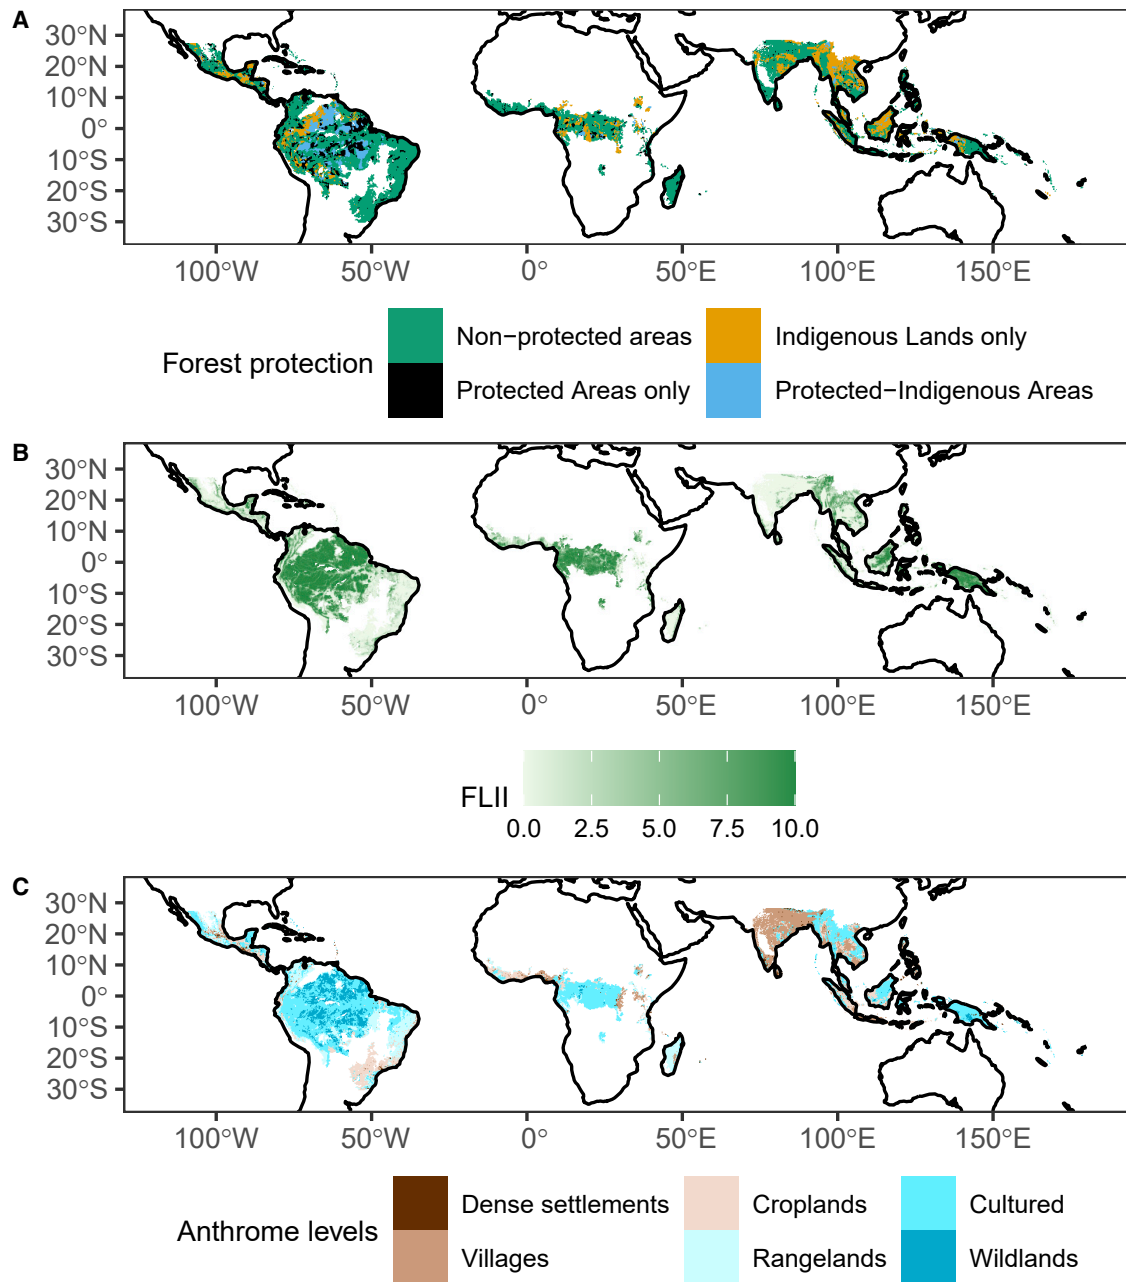 A
30°N
20°N
10°N
0°
10°S
20°S
30°S
100°W 50°W 0° 50°E 100°E 150°E
Forest protection
Non−protected areas
Indigenous Lands only
Protected Areas only
Protected−Indigenous Areas
B
30°N
20°N
10°N
0°
10°S
20°S
30°S
100°W 50°W 0° 50°E 100°E 150°E
FLII
0.0 2.5 5.0 7.5 10.0
C
30°N
20°N
10°N
0°
10°S
20°S
30°S
100°W 50°W 0° 50°E 100°E 150°E
Anthrome levels
Dense settlements
Croplands
Cultured
Villages
Rangelands
Wildlands